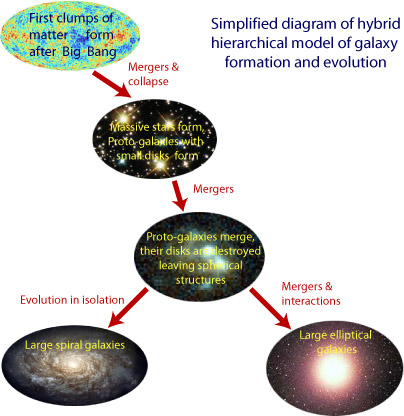 First clumps of
matter form
after Big Bang
Simplified diagram of hybrid
hierarchical model of galaxy
formation and evolution
Mergers &
collapse
Massive stars form,
Proto-galaxies with
small disks form
Mergers
Proto-galaxies merge,
their disks are destroyed
leaving spherical
structures
Evolution in isolation
Mergers &
interactions
Large spiral galaxies
Large elliptical
galaxies